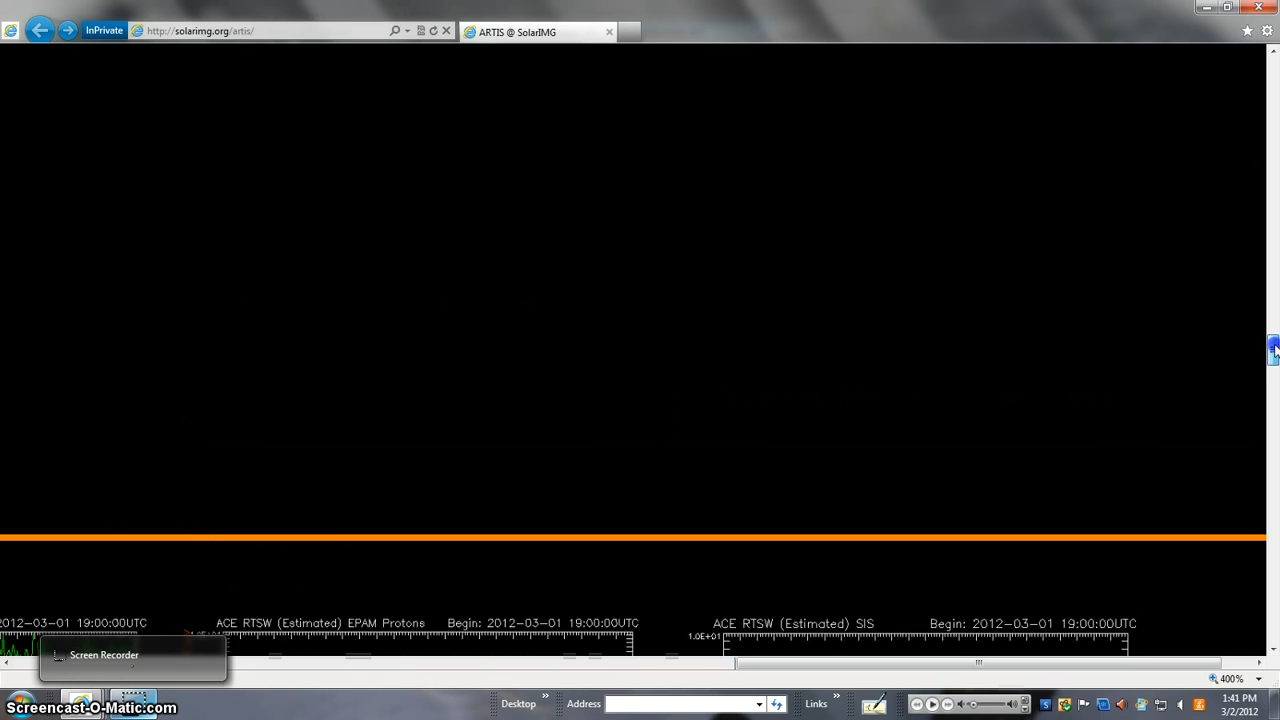 InPrivate
http://solarimg.org/artis/
ARTIS @ SolarIMG
2012-03-01 19:00:00UTC
ACE RTSW (Estimated) EPAM Protons Begin: 2012-03-01 19:00:00UTC
ACE RTSW (Estimated) SIS Begin: 2012-03-01 19:00:00UTC
1.0E+01
Screen Recorder
400%
Screencast-O-Matic.com
Desktop
Address
Links
1:41 PM
3/2/2012